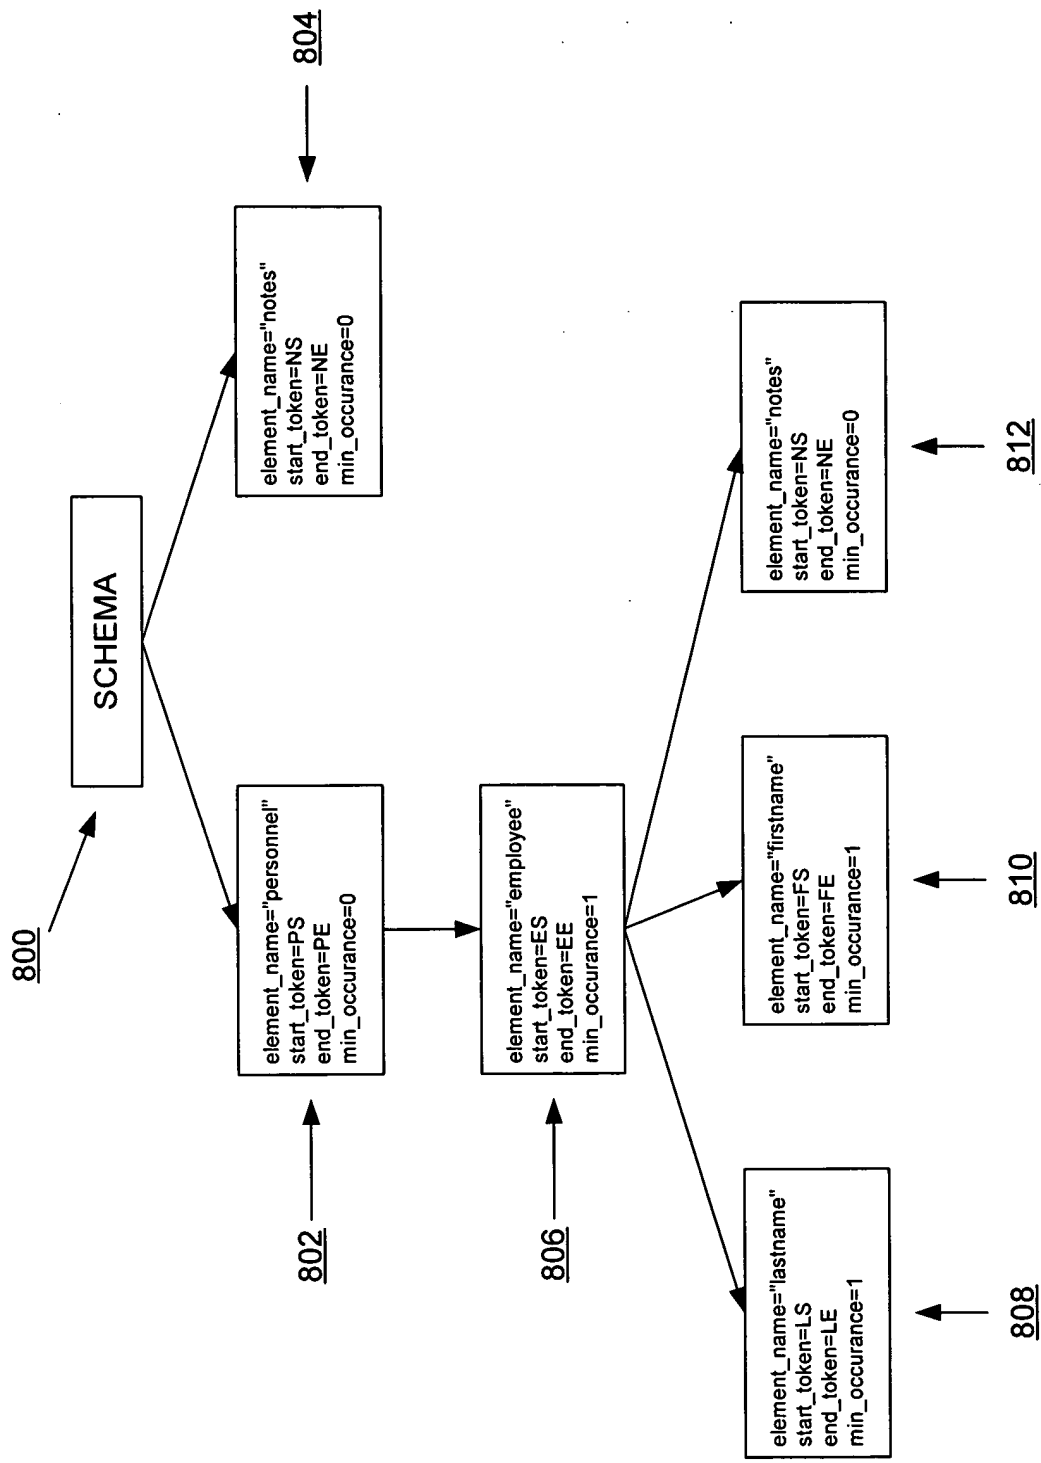 800
SCHEMA
804
element_name="notes"
start_token=NS
end_token=NE
min_occurance=0
802
element_name="personnel"
start_token=PS
end_token=PE
min_occurance=0
806
element_name="employee"
start_token=ES
end_token=EE
min_occurance=1
element_name="lastname"
start_token=LS
end_token=LE
min_occurance=1
808
element_name="firstname"
start_token=FS
end_token=FE
min_occurance=1
810
element_name="notes"
start_token=NS
end_token=NE
min_occurance=0
812